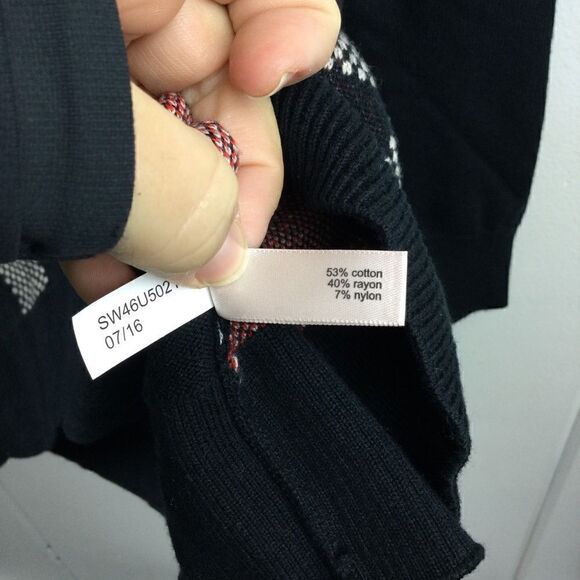 SW46U502
07/16
53% cotton
40% rayon
7% nylon